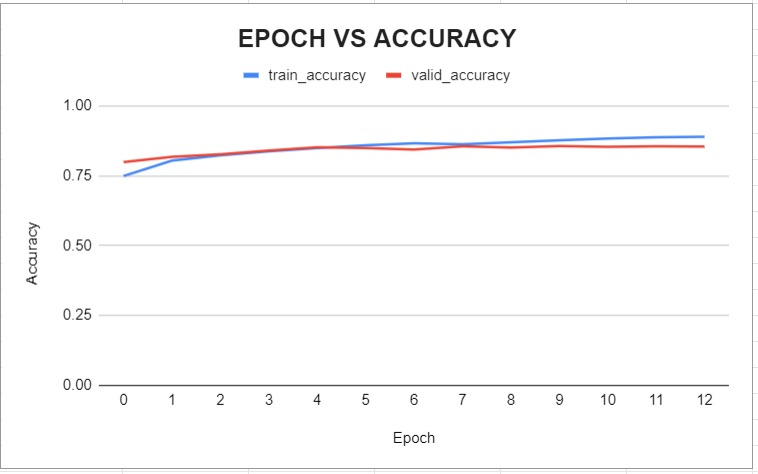 EPOCH VS ACCURACY
train_accuracy valid_accuracy
1.00
0.75
0.50
0.25
0.00
Accuracy
0 1 2 3 4 5 6 7 8 9 10 11 12
Epoch